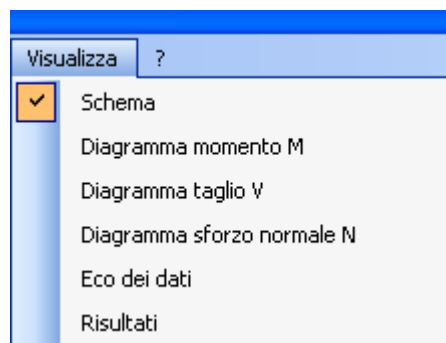 Visualizza ?
Schema
Diagramma momento M
Diagramma taglio V
Diagramma sforzo normale N
Eco dei dati
Risultati